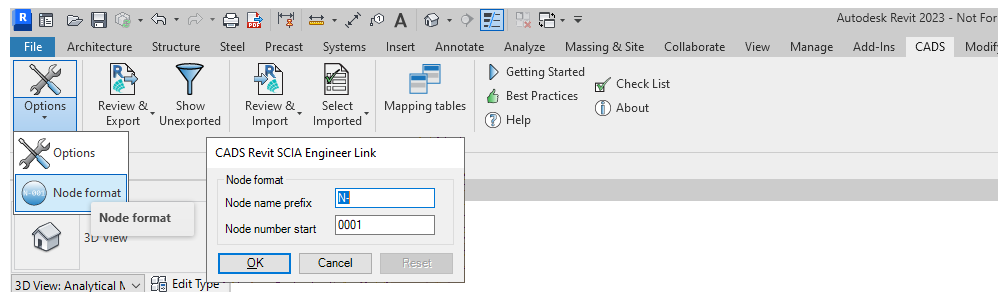 Autodesk Revit 2023 - Not For
File Architecture Structure Steel Precast Systems Insert Annotate Analyze Massing & Site Collaborate View Manage Add-Ins CADS Modify
Options
Review & Export
Show Unexported
Review & Import
Select Imported
Mapping tables
Getting Started
Best Practices
Help
Check List
About
Options
Node format
Node format
3D View
3D View: Analytical M
Edit Type
CADS Revit SCIA Engineer Link
Node format
Node name prefix N-
Node number start 0001
OK Cancel Reset